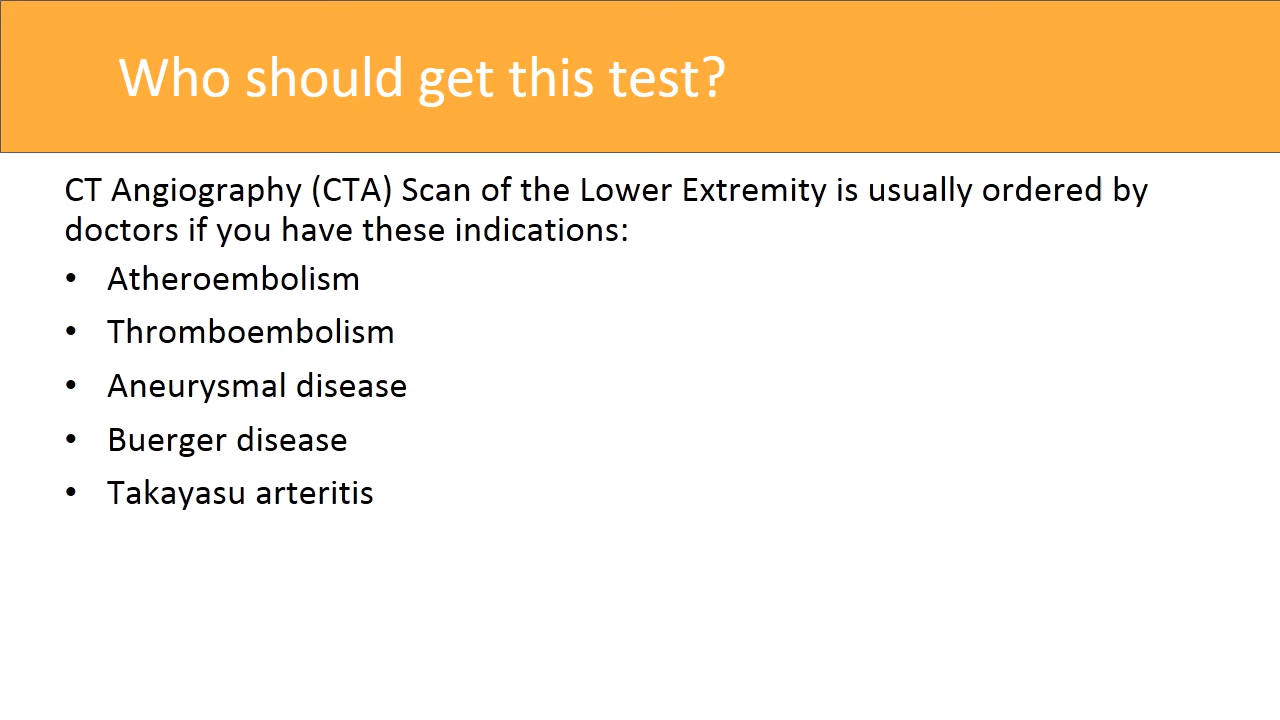 Who should get this test?
CT Angiography (CTA) Scan of the Lower Extremity is usually ordered by
doctors if you have these indications:
• Atheroembolism
• Thromboembolism
• Aneurysmal disease
• Buerger disease
• Takayasu arteritis